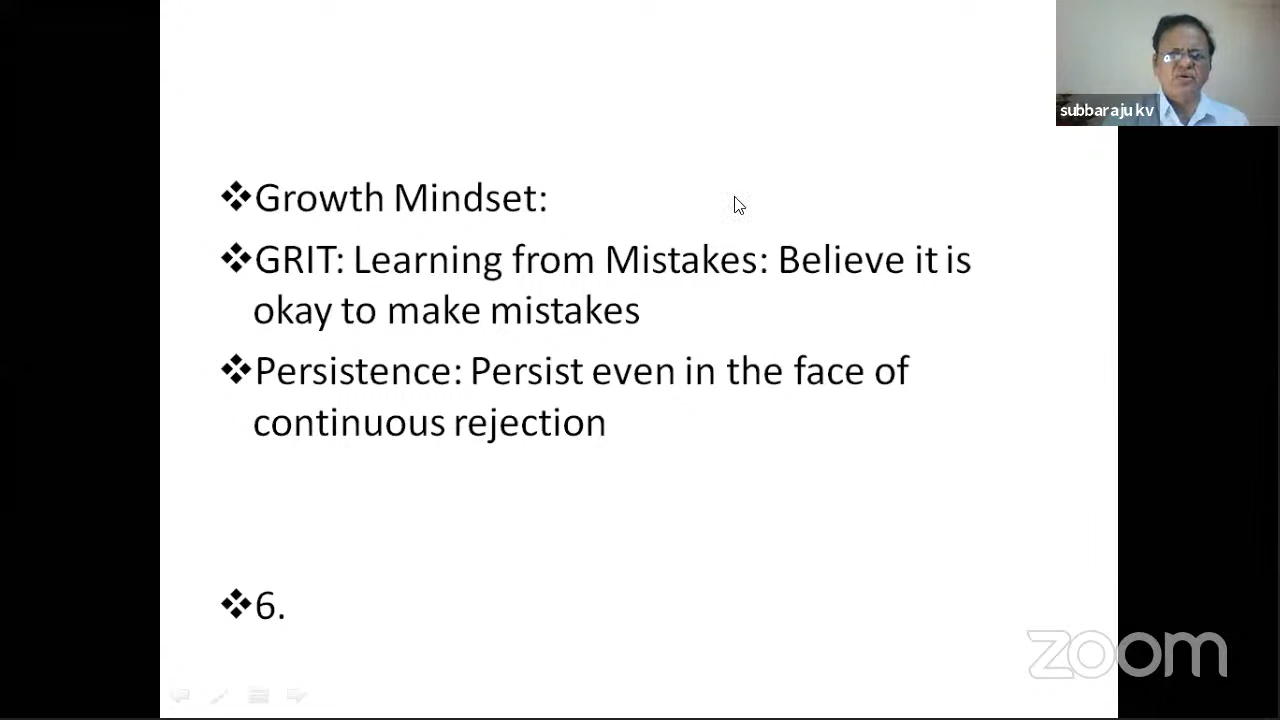 subbaraju kv
❖Growth Mindset:
❖GRIT: Learning from Mistakes: Believe it is
okay to make mistakes
❖Persistence: Persist even in the face of
continuous rejection
❖6.
zoom